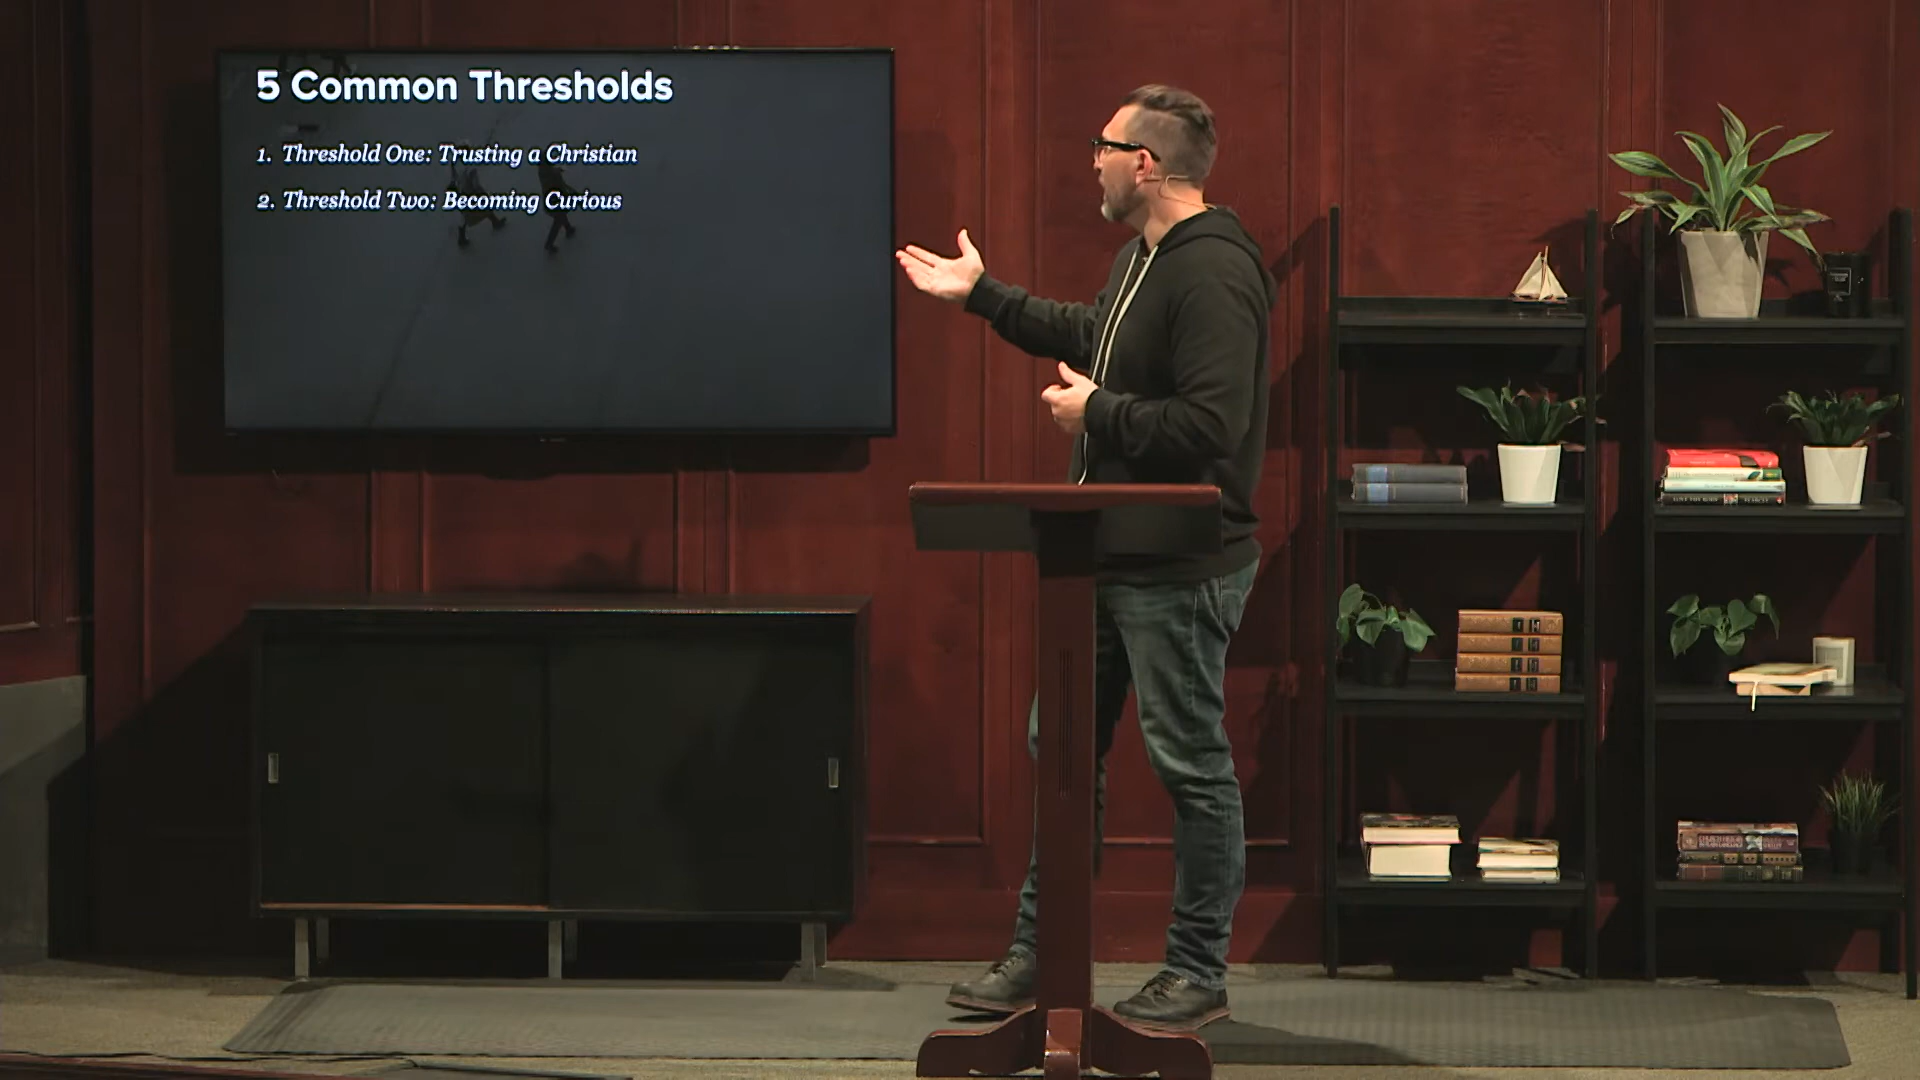 5 Common Thresholds
1. Threshold One: Trusting a Christian
2. Threshold Two: Becoming Curious